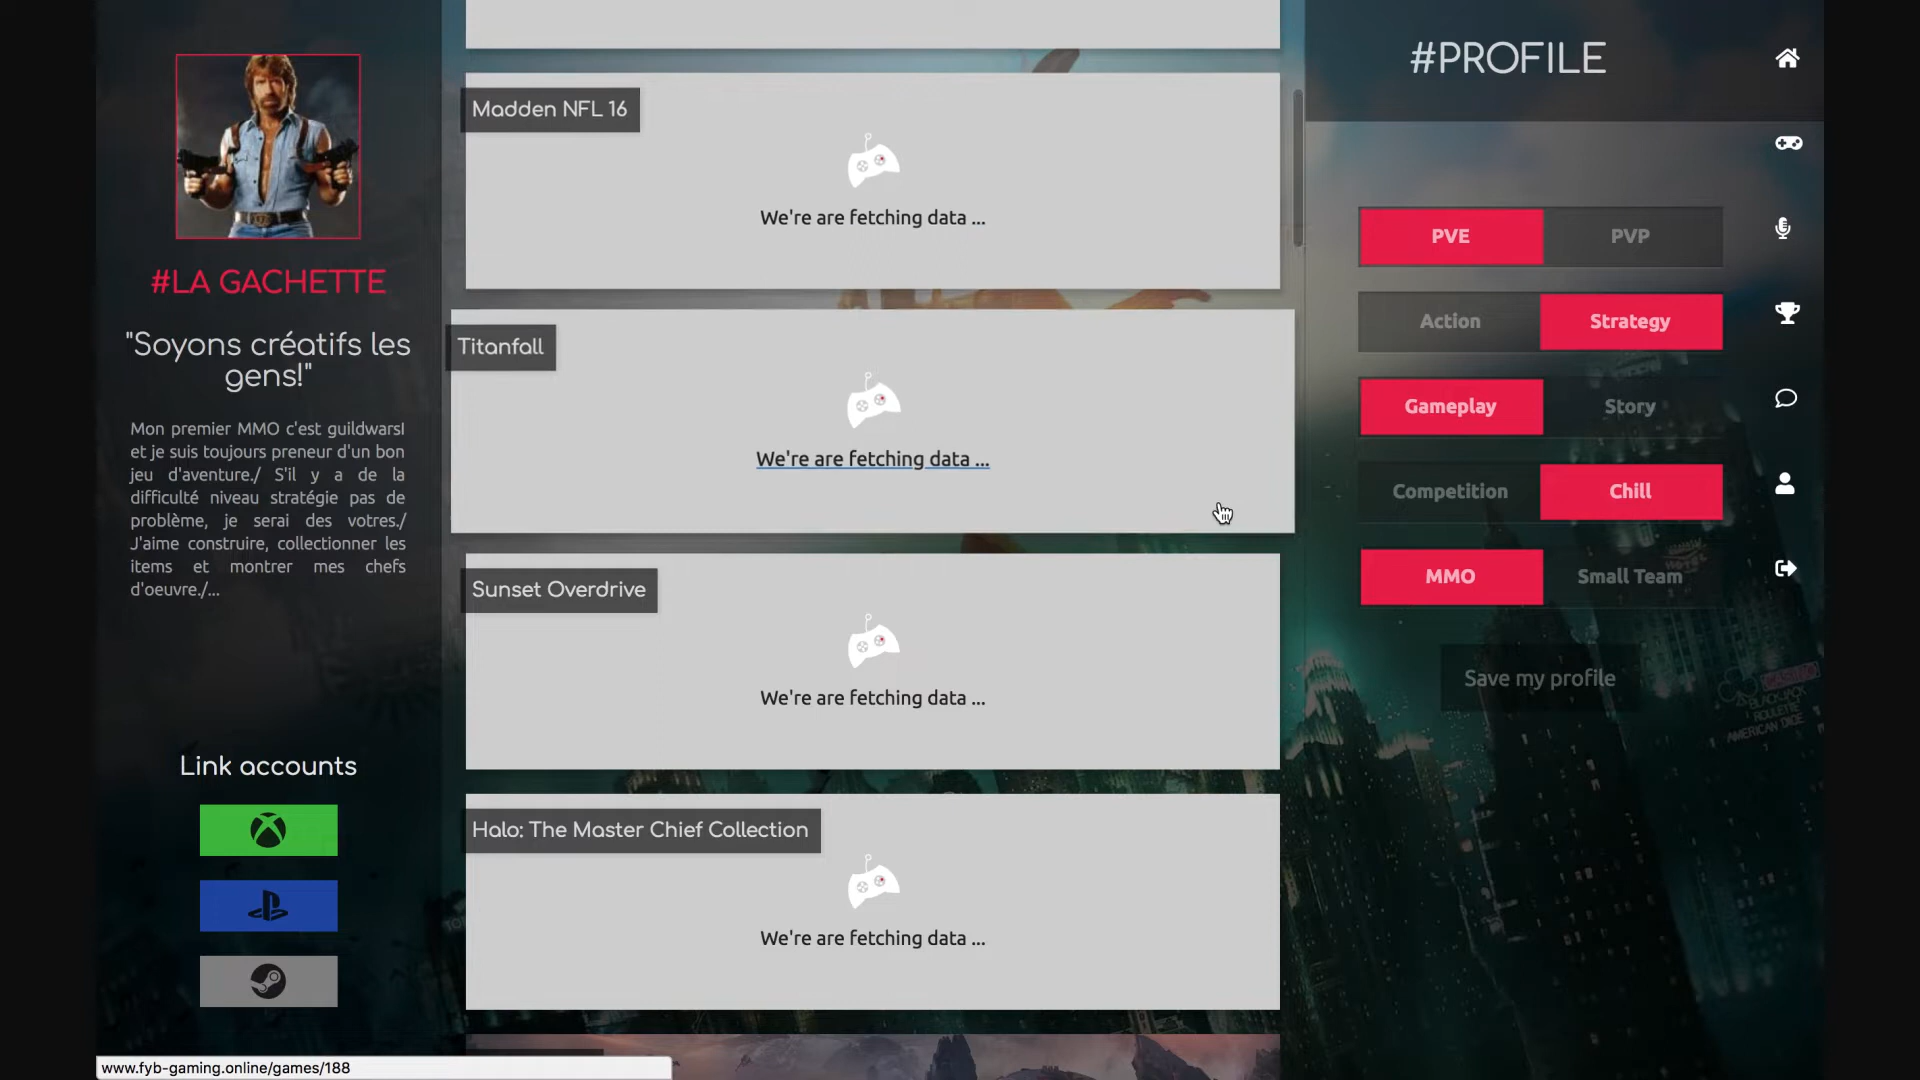 #LA GACHETTE
"Soyons créatifs les
gens!"
Mon premier MMO c'est guildwars!
et je suis toujours preneur d'un bon
jeu d'aventure./ S'il y a de la
difficulté niveau stratégie pas de
problème, je serai des votres./
J'aime construire, collectionner les
items et montrer mes chefs
d'oeuvre./...
Link accounts
Madden NFL 16
We're are fetching data ...
Titanfall
We're are fetching data ...
Sunset Overdrive
We're are fetching data ...
Halo: The Master Chief Collection
We're are fetching data ...
#PROFILE
PVE PVP
Action Strategy
Gameplay Story
Competition Chill
MMO Small Team
Save my profile
CASINO
BLACKJACK
ROULETTE
AMERICAN DICE
www.fyb-gaming.online/games/188